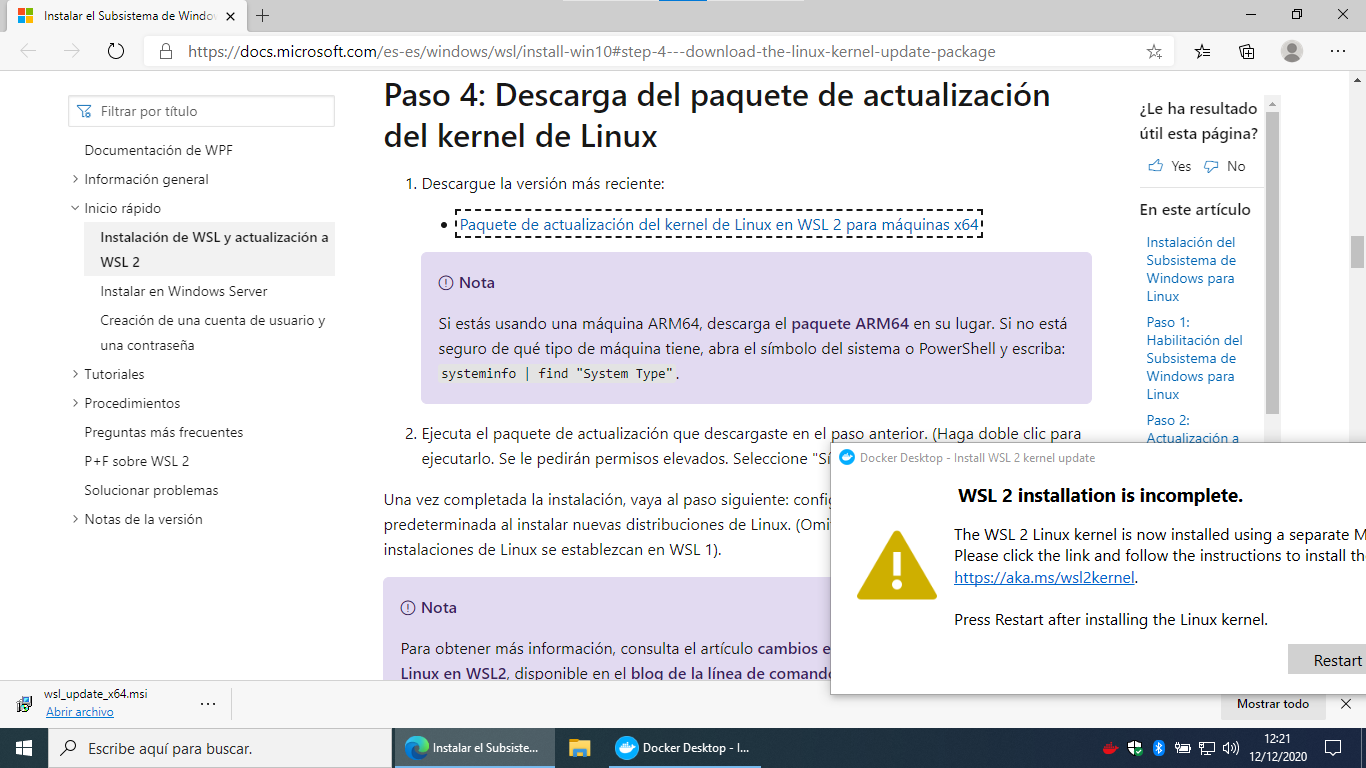 Instalar el Subsistema de Windo
https://docs.microsoft.com/es-es/windows/wsl/install-win10#step-4---download-the-linux-kernel-update-package
Filtrar por título
Documentación de WPF
Información general
Inicio rápido
Instalación de WSL y actualización a
WSL 2
Instalar en Windows Server
Creación de una cuenta de usuario y
una contraseña
Tutoriales
Procedimientos
Preguntas más frecuentes
P+F sobre WSL 2
Solucionar problemas
Notas de la versión
Paso 4: Descarga del paquete de actualización
del kernel de Linux
1. Descargue la versión más reciente:
• Paquete de actualización del kernel de Linux en WSL 2 para máquinas x64
Nota
Si estás usando una máquina ARM64, descarga el paquete ARM64 en su lugar. Si no está
seguro de qué tipo de máquina tiene, abra el símbolo del sistema o PowerShell y escriba:
systeminfo | find "System Type".
2. Ejecuta el paquete de actualización que descargaste en el paso anterior. (Haga doble clic para
ejecutarlo. Se le pedirán permisos elevados. Seleccione "Sí
Una vez completada la instalación, vaya al paso siguiente: config
predeterminada al instalar nuevas distribuciones de Linux. (Omi
instalaciones de Linux se establezcan en WSL 1).
Nota
Para obtener más información, consulta el artículo cambios e
Linux en WSL2, disponible en el blog de la línea de comando
¿Le ha resultado
útil esta página?
Yes No
En este artículo
Instalación del
Subsistema de
Windows para
Linux
Paso 1:
Habilitación del
Subsistema de
Windows para
Linux
Paso 2:
Actualización a
Docker Desktop - Install WSL 2 kernel update
WSL 2 installation is incomplete.
The WSL 2 Linux kernel is now installed using a separate M
Please click the link and follow the instructions to install the
https://aka.ms/wsl2kernel.
Press Restart after installing the Linux kernel.
Restart
wsl_update_x64.msi
Abrir archivo
Mostrar todo
Escribe aquí para buscar.
Instalar el Subsiste...
Docker Desktop - I...
12:21
12/12/2020